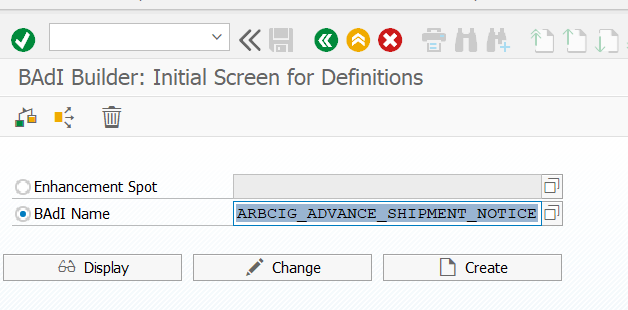 BAdI Builder: Initial Screen for Definitions
Enhancement Spot
BAdI Name ARBCIG_ADVANCE_SHIPMENT_NOTICE
Display Change Create